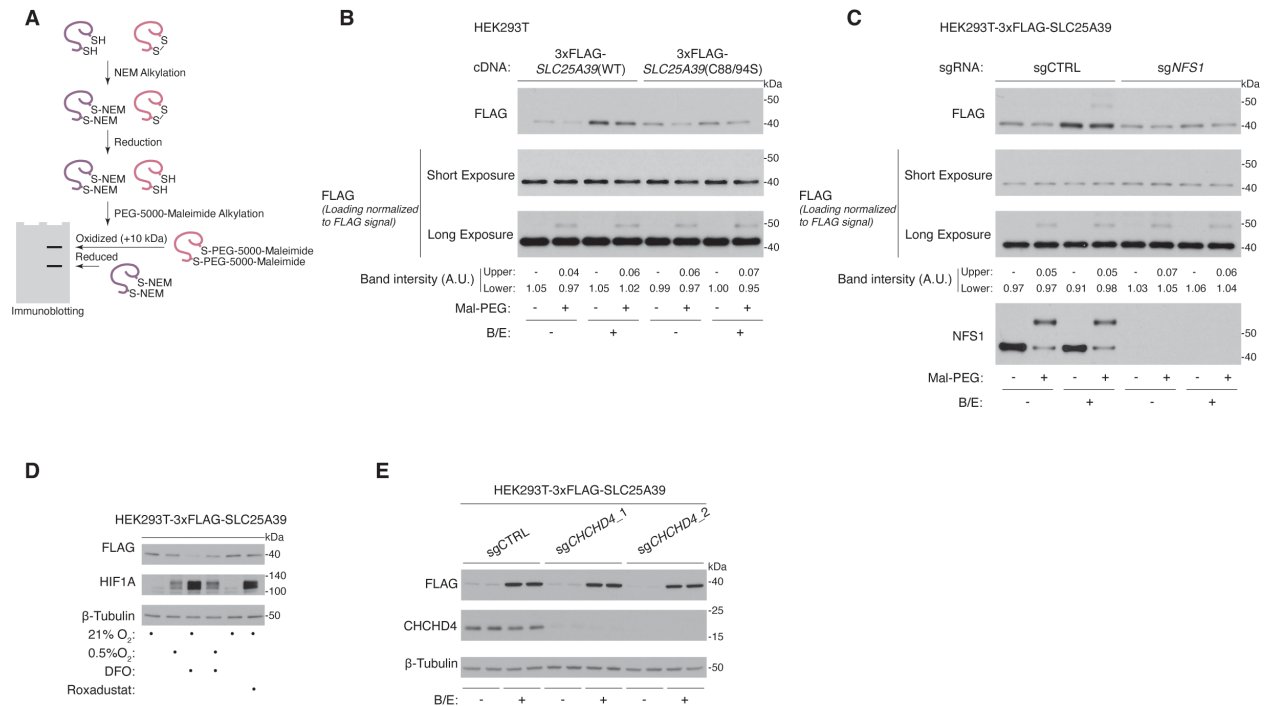 A
SH
SH
S
S
NEM Alkylation
S-NEM
S-NEM
S
S
Reduction
S-NEM
S-NEM
SH
SH
PEG-5000-Maleimide Alkylation
Oxidized (+10 kDa)
S-PEG-5000-Maleimide
S-PEG-5000-Maleimide
Reduced
S-NEM
S-NEM
Immunoblotting
B
HEK293T
cDNA:
3xFLAG-
SLC25A39(WT)
3xFLAG-
SLC25A39(C88/94S)
kDa
FLAG
-50
-40
FLAG
(Loading normalized
to FLAG signal)
Short Exposure
-50
-40
Long Exposure
-50
-40
Band intensity (A.U.)
Upper: - 0.04 - 0.06 - 0.06 - 0.07
Lower: 1.05 0.97 1.05 1.02 0.99 0.97 1.00 0.95
Mal-PEG: - + - + - + - +
B/E: - + - +
C
HEK293T-3xFLAG-SLC25A39
sgRNA: sgCTRL sgNFS1
kDa
FLAG
-50
-40
FLAG
(Loading normalized
to FLAG signal)
Short Exposure
-50
-40
Long Exposure
-50
-40
Band intensity (A.U.)
Upper: - 0.05 - 0.05 - 0.07 - 0.06
Lower: 0.97 0.97 0.91 0.98 1.03 1.05 1.06 1.04
NFS1
-50
-40
Mal-PEG: - + - + - + - +
B/E: - + - +
D
HEK293T-3xFLAG-SLC25A39
kDa
FLAG
-40
HIF1A
-140
-100
β-Tubulin
-50
21% O2: • • • •
0.5%O2: • •
DFO: • •
Roxadustat: •
E
HEK293T-3xFLAG-SLC25A39
sgCTRL sgCHCHD4_1 sgCHCHD4_2
kDa
FLAG
-40
CHCHD4
-25
-15
β-Tubulin
-50
B/E: - + - + - +